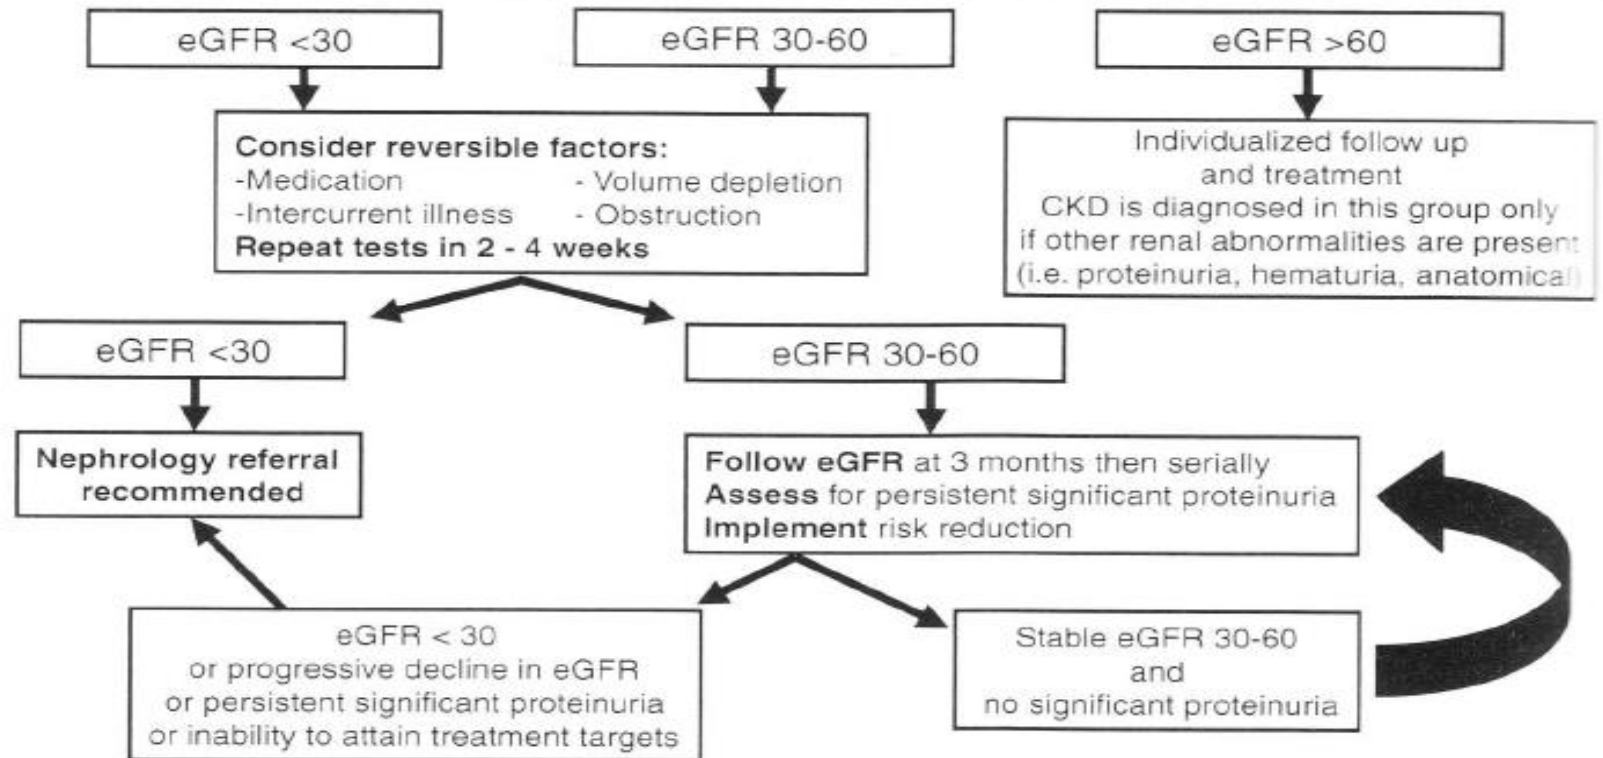 eGFR <30
eGFR 30-60
eGFR >60
Consider reversible factors:
-Medication - Volume depletion
-Intercurrent illness - Obstruction
Repeat tests in 2 - 4 weeks
Individualized follow up
and treatment
CKD is diagnosed in this group only
if other renal abnormalities are present
(i.e. proteinuria, hematuria, anatomical)
eGFR <30
eGFR 30-60
Nephrology referral
recommended
Follow eGFR at 3 months then serially
Assess for persistent significant proteinuria
Implement risk reduction
eGFR < 30
or progressive decline in eGFR
or persistent significant proteinuria
or inability to attain treatment targets
Stable eGFR 30-60
and
no significant proteinuria